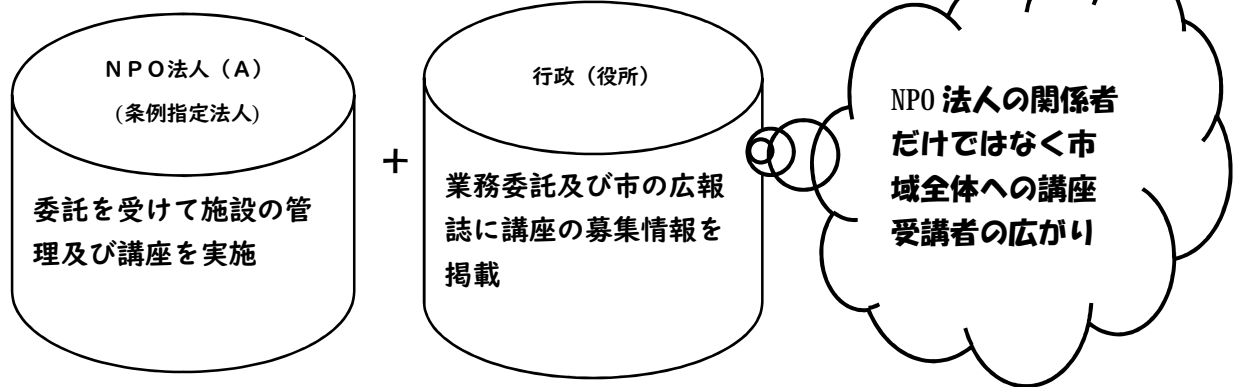 ＮＰＯ法人（Ａ）
(条例指定法人)
委託を受けて施設の管
理及び講座を実施
＋
行政（役所）
業務委託及び市の広報
誌に講座の募集情報を
掲載
NPO 法人の関係者
だけではなく市
域全体への講座
受講者の広がり